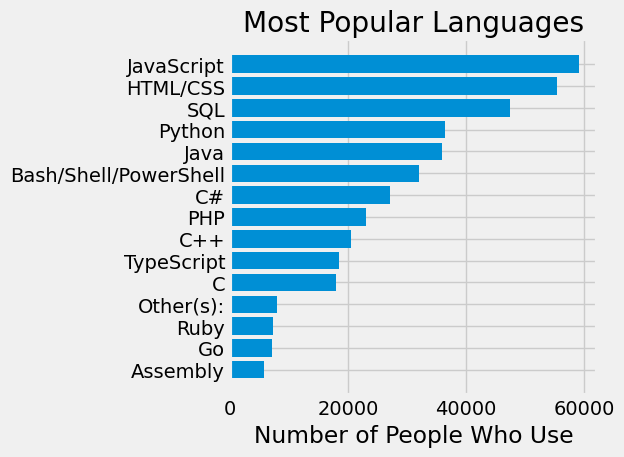 Most Popular Languages
JavaScript
HTML/CSS
SQL
Python
Java
Bash/Shell/PowerShell
C#
PHP
C++
TypeScript
C
Other(s):
Ruby
Go
Assembly
0 20000 40000 60000
Number of People Who Use